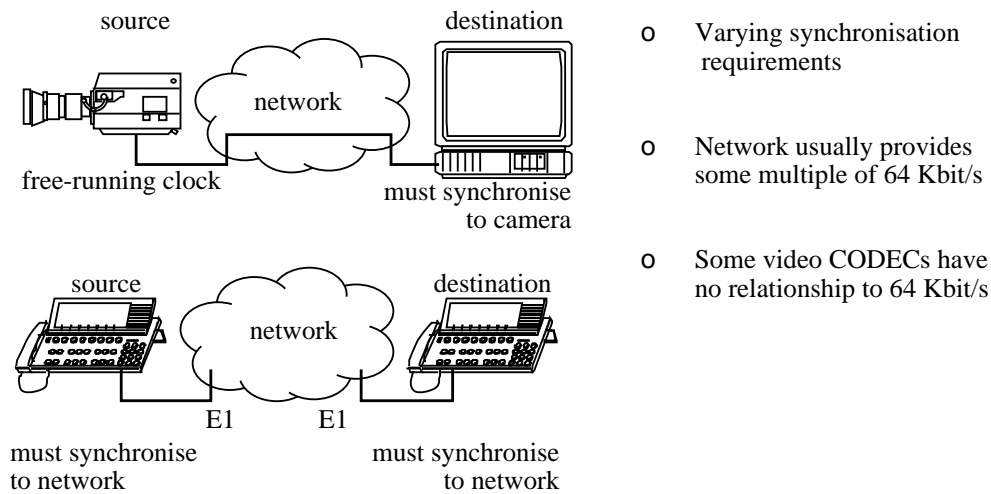 source
destination
network
free-running clock
must synchronise
to camera
source
destination
network
E1
E1
must synchronise
to network
must synchronise
to network
o Varying synchronisation
requirements
o Network usually provides
some multiple of 64 Kbit/s
o Some video CODECs have
no relationship to 64 Kbit/s